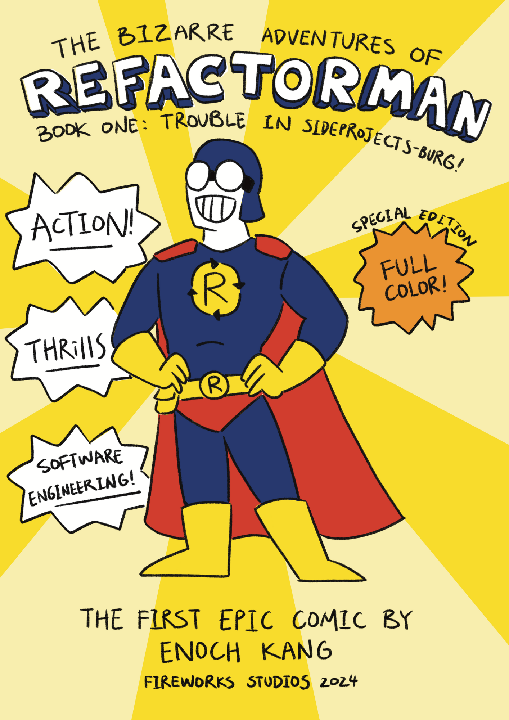 THE BIZARRE ADVENTURES OF
REFACTORMAN
BOOK ONE: TROUBLE IN SIDEPROJECTS-BURG!
ACTION!
SPECIAL EDITION
FULL
COLOR!
R
THRillS
R
SOFTWARE
ENGINEERING!
THE FIRST EPIC COMIC BY
ENOCH KANG
FIREWORKS STUDIOS 2024